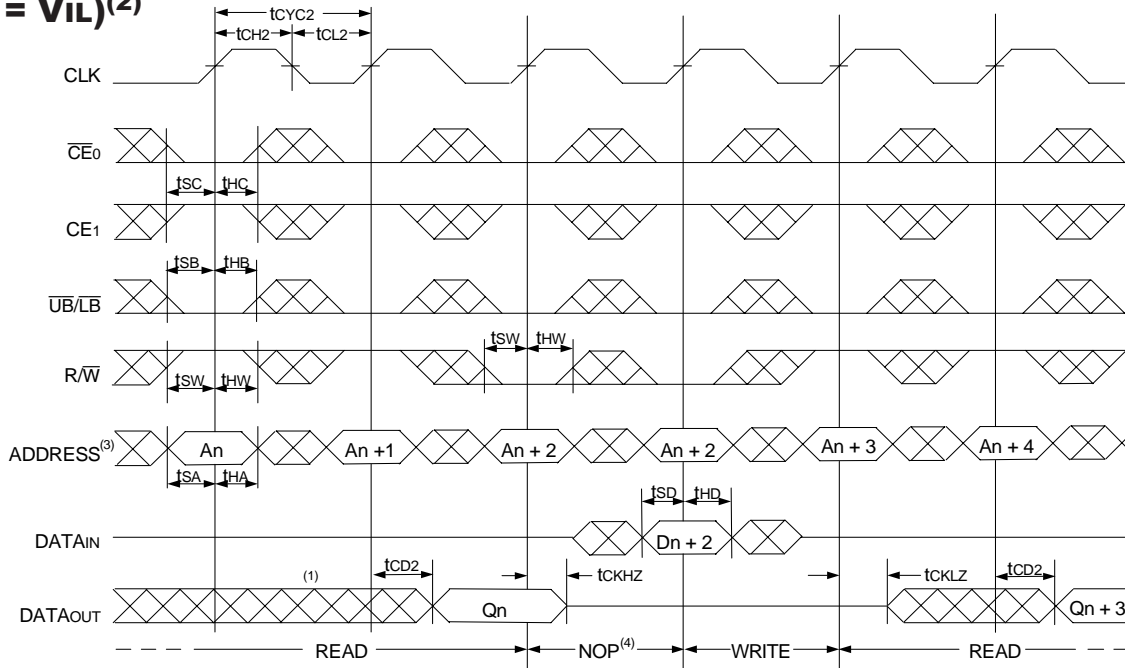 = VIL)(2)
tCYC2
tCH2 tCL2
CLK
CE0
tSC tHC
CE1
tSB tHB
UB/LB
tSW tHW
R/W
tSW tHW
ADDRESS(3) An An +1 An + 2 An + 2 An + 3 An + 4
tSA tHA
tSD tHD
DATAIN Dn + 2
(1) tCD2 tCKHZ tCKLZ tCD2
DATAOUT Qn Qn + 3
READ NOP(4) WRITE READ